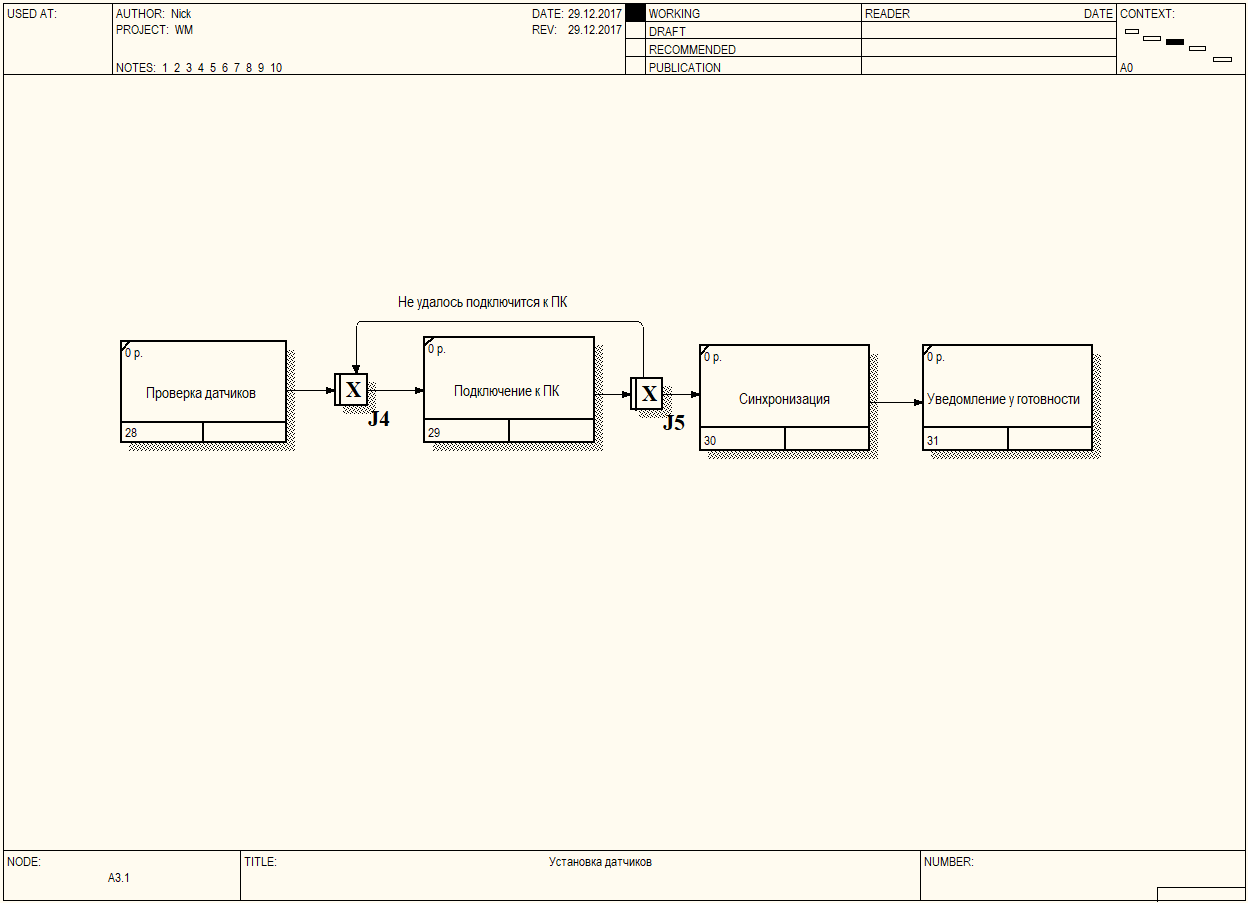 USED AT:
AUTHOR: Nick
DATE: 29.12.2017
PROJECT: WM
REV: 29.12.2017
NOTES: 1 2 3 4 5 6 7 8 9 10
WORKING
DRAFT
RECOMMENDED
PUBLICATION
READER
DATE
CONTEXT:
A0
Не удалось подключится к ПК
0 р.
Проверка датчиков
28
X
J4
0 р.
Подключение к ПК
29
X
J5
0 р.
Синхронизация
30
0 р.
Уведомление у готовности
31
NODE:
A3.1
TITLE:
Установка датчиков
NUMBER: